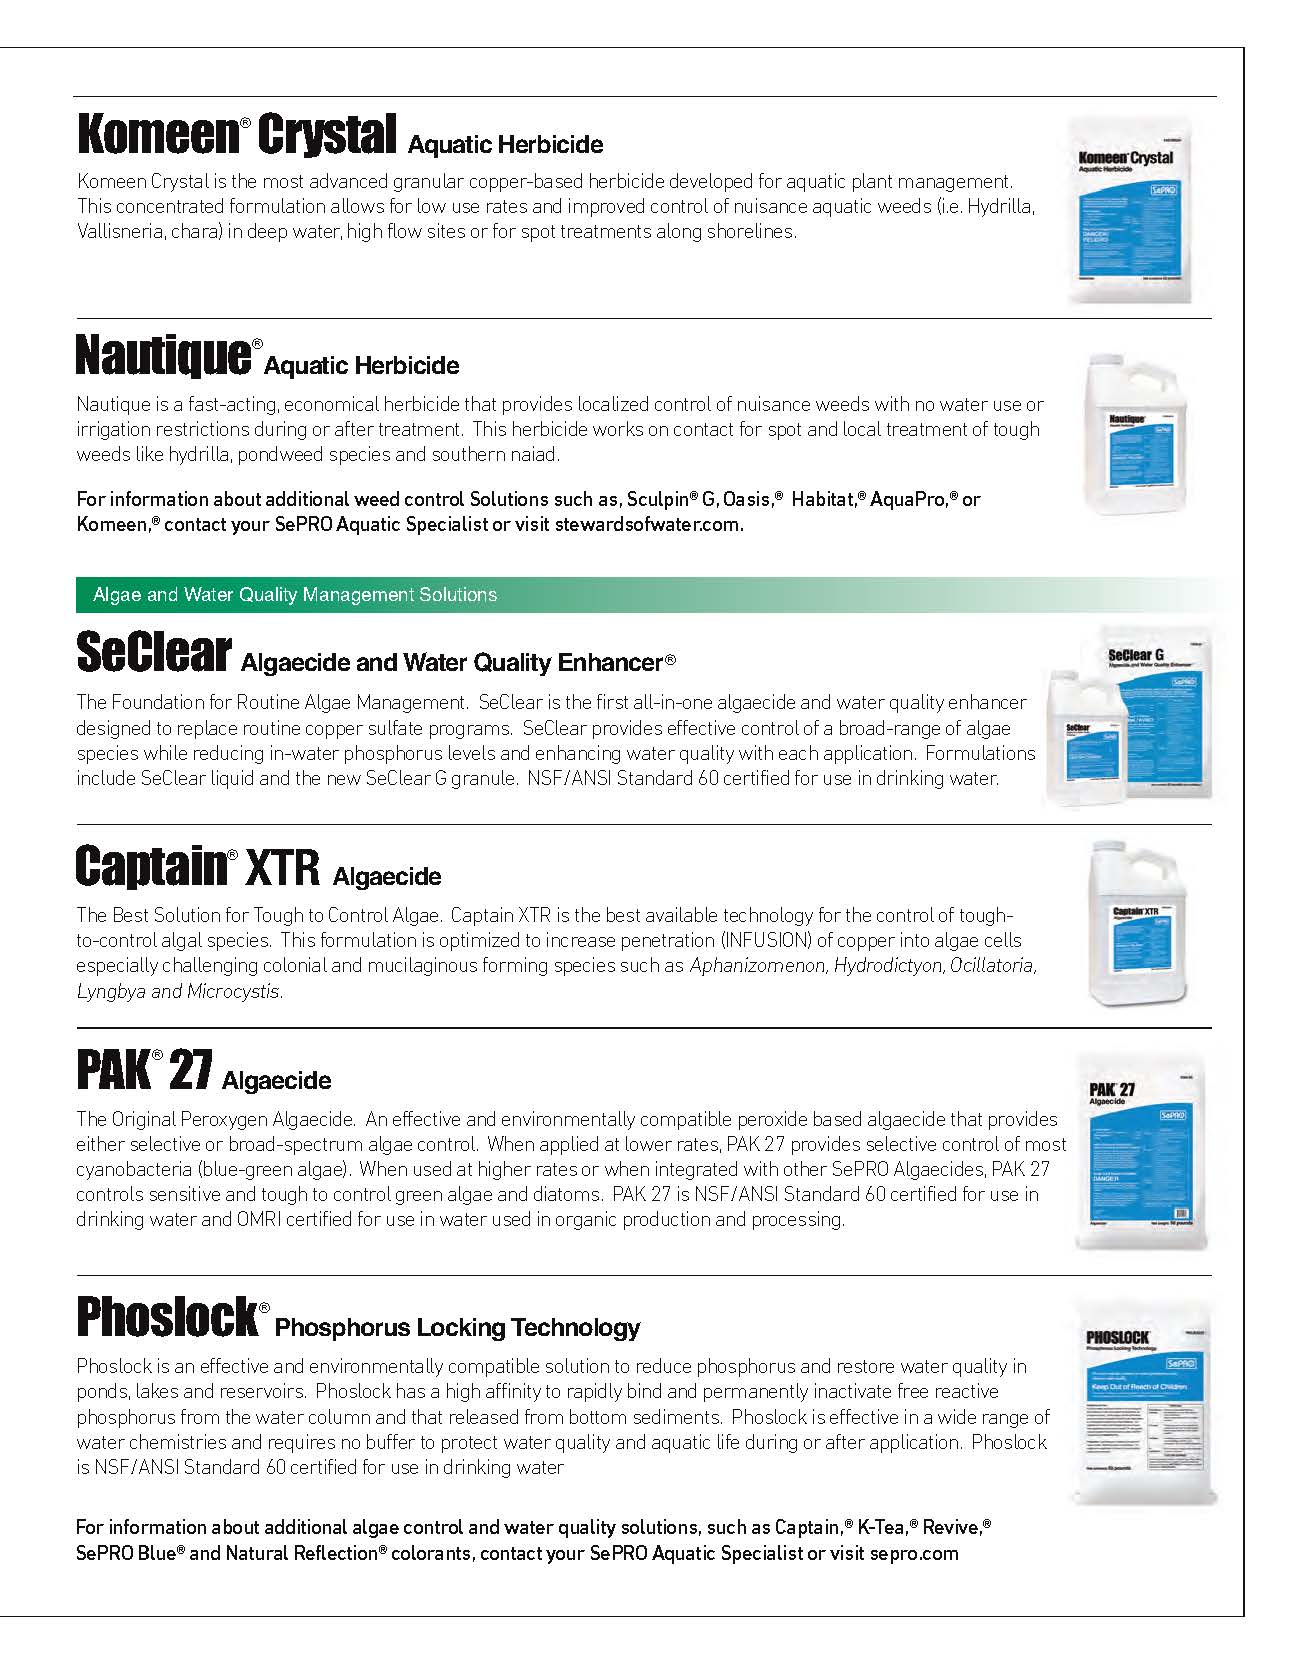 Komeen® Crystal Aquatic Herbicide
Komeen Crystal is the most advanced granular copper-based herbicide developed for aquatic plant management.
This concentrated formulation allows for low use rates and improved control of nuisance aquatic weeds (i.e. Hydrilla,
Vallisneria, chara) in deep water, high flow sites or for spot treatments along shorelines.
Komeen® Crystal
Aquatic Herbicide
SePRO
Nautique® Aquatic Herbicide
Nautique is a fast-acting, economical herbicide that provides localized control of nuisance weeds with no water use or
irrigation restrictions during or after treatment. This herbicide works on contact for spot and local treatment of tough
weeds like hydrilla, pondweed species and southern naiad.
Nautique
For information about additional weed control Solutions such as, Sculpin® G, Oasis,® Habitat,® AquaPro,® or
Komeen,® contact your SePRO Aquatic Specialist or visit stewardsofwater.com.
Algae and Water Quality Management Solutions
SeClear Algaecide and Water Quality Enhancer®
The Foundation for Routine Algae Management. SeClear is the first all-in-one algaecide and water quality enhancer
designed to replace routine copper sulfate programs. SeClear provides effective control of a broad-range of algae
species while reducing in-water phosphorus levels and enhancing water quality with each application. Formulations
include SeClear liquid and the new SeClear G granule. NSF/ANSI Standard 60 certified for use in drinking water.
SeClear G
Algaecide and Water Quality Enhancer
SePRO
SeClear
Captain® XTR Algaecide
The Best Solution for Tough to Control Algae. Captain XTR is the best available technology for the control of tough-
to-control algal species. This formulation is optimized to increase penetration (INFUSION) of copper into algae cells
especially challenging colonial and mucilaginous forming species such as Aphanizomenon, Hydrodictyon, Ocillatoria,
Lyngbya and Microcystis.
Captain XTR
PAK® 27 Algaecide
The Original Peroxygen Algaecide. An effective and environmentally compatible peroxide based algaecide that provides
either selective or broad-spectrum algae control. When applied at lower rates, PAK 27 provides selective control of most
cyanobacteria (blue-green algae). When used at higher rates or when integrated with other SePRO Algaecides, PAK 27
controls sensitive and tough to control green algae and diatoms. PAK 27 is NSF/ANSI Standard 60 certified for use in
drinking water and OMRI certified for use in water used in organic production and processing.
PAK® 27
Algaecide
SePRO
DANGER
Phoslock® Phosphorus Locking Technology
Phoslock is an effective and environmentally compatible solution to reduce phosphorus and restore water quality in
ponds, lakes and reservoirs. Phoslock has a high affinity to rapidly bind and permanently inactivate free reactive
phosphorus from the water column and that released from bottom sediments. Phoslock is effective in a wide range of
water chemistries and requires no buffer to protect water quality and aquatic life during or after application. Phoslock
is NSF/ANSI Standard 60 certified for use in drinking water
PHOSLOCK
Phosphorus Locking Technology
SePRO
Keep Out of Reach of Children
For information about additional algae control and water quality solutions, such as Captain,® K-Tea,® Revive,®
SePRO Blue® and Natural Reflection® colorants, contact your SePRO Aquatic Specialist or visit sepro.com